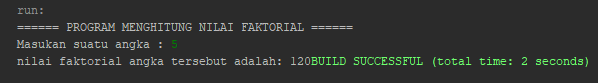 run:
====== PROGRAM MENGHITUNG NILAI FAKTORIAL ======
Masukan suatu angka : 5
nilai faktorial angka tersebut adalah: 120BUILD SUCCESSFUL (total time: 2 seconds)